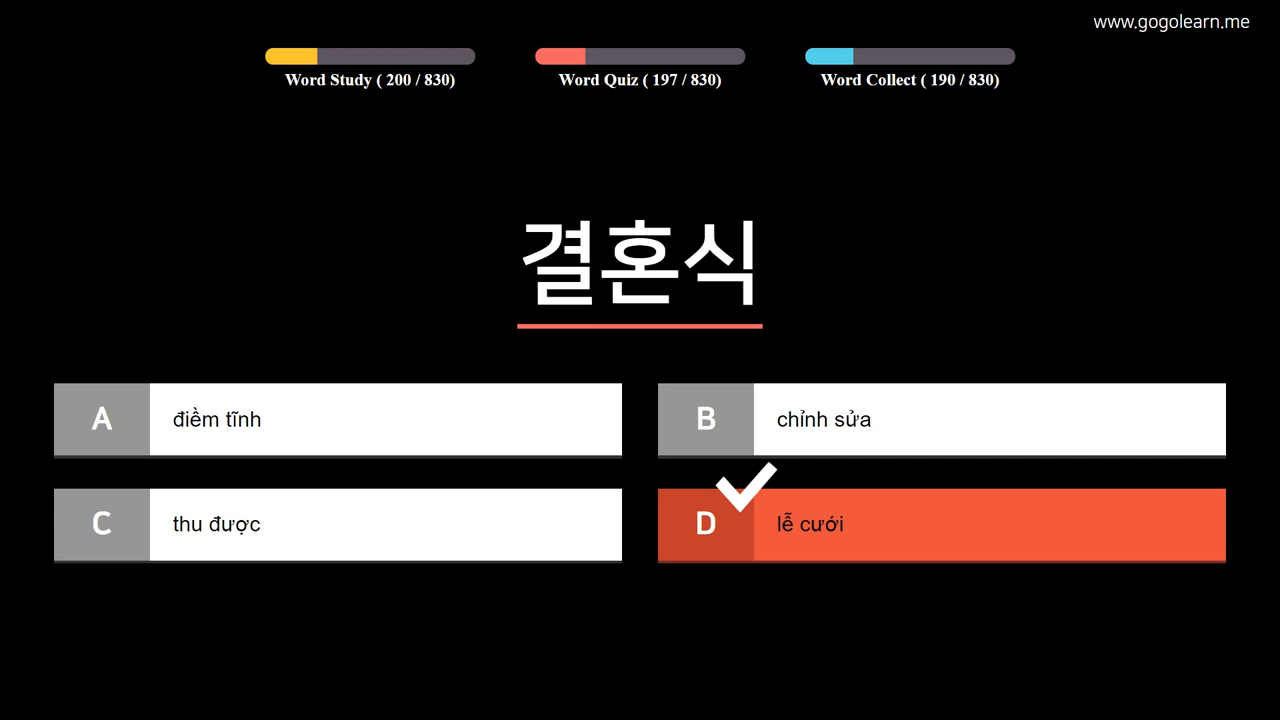 www.gogolearn.me
Word Study ( 200 / 830)
Word Quiz ( 197 / 830)
Word Collect ( 190 / 830)
결혼식
A điềm tĩnh
B chỉnh sửa
C thu được
D lễ cưới